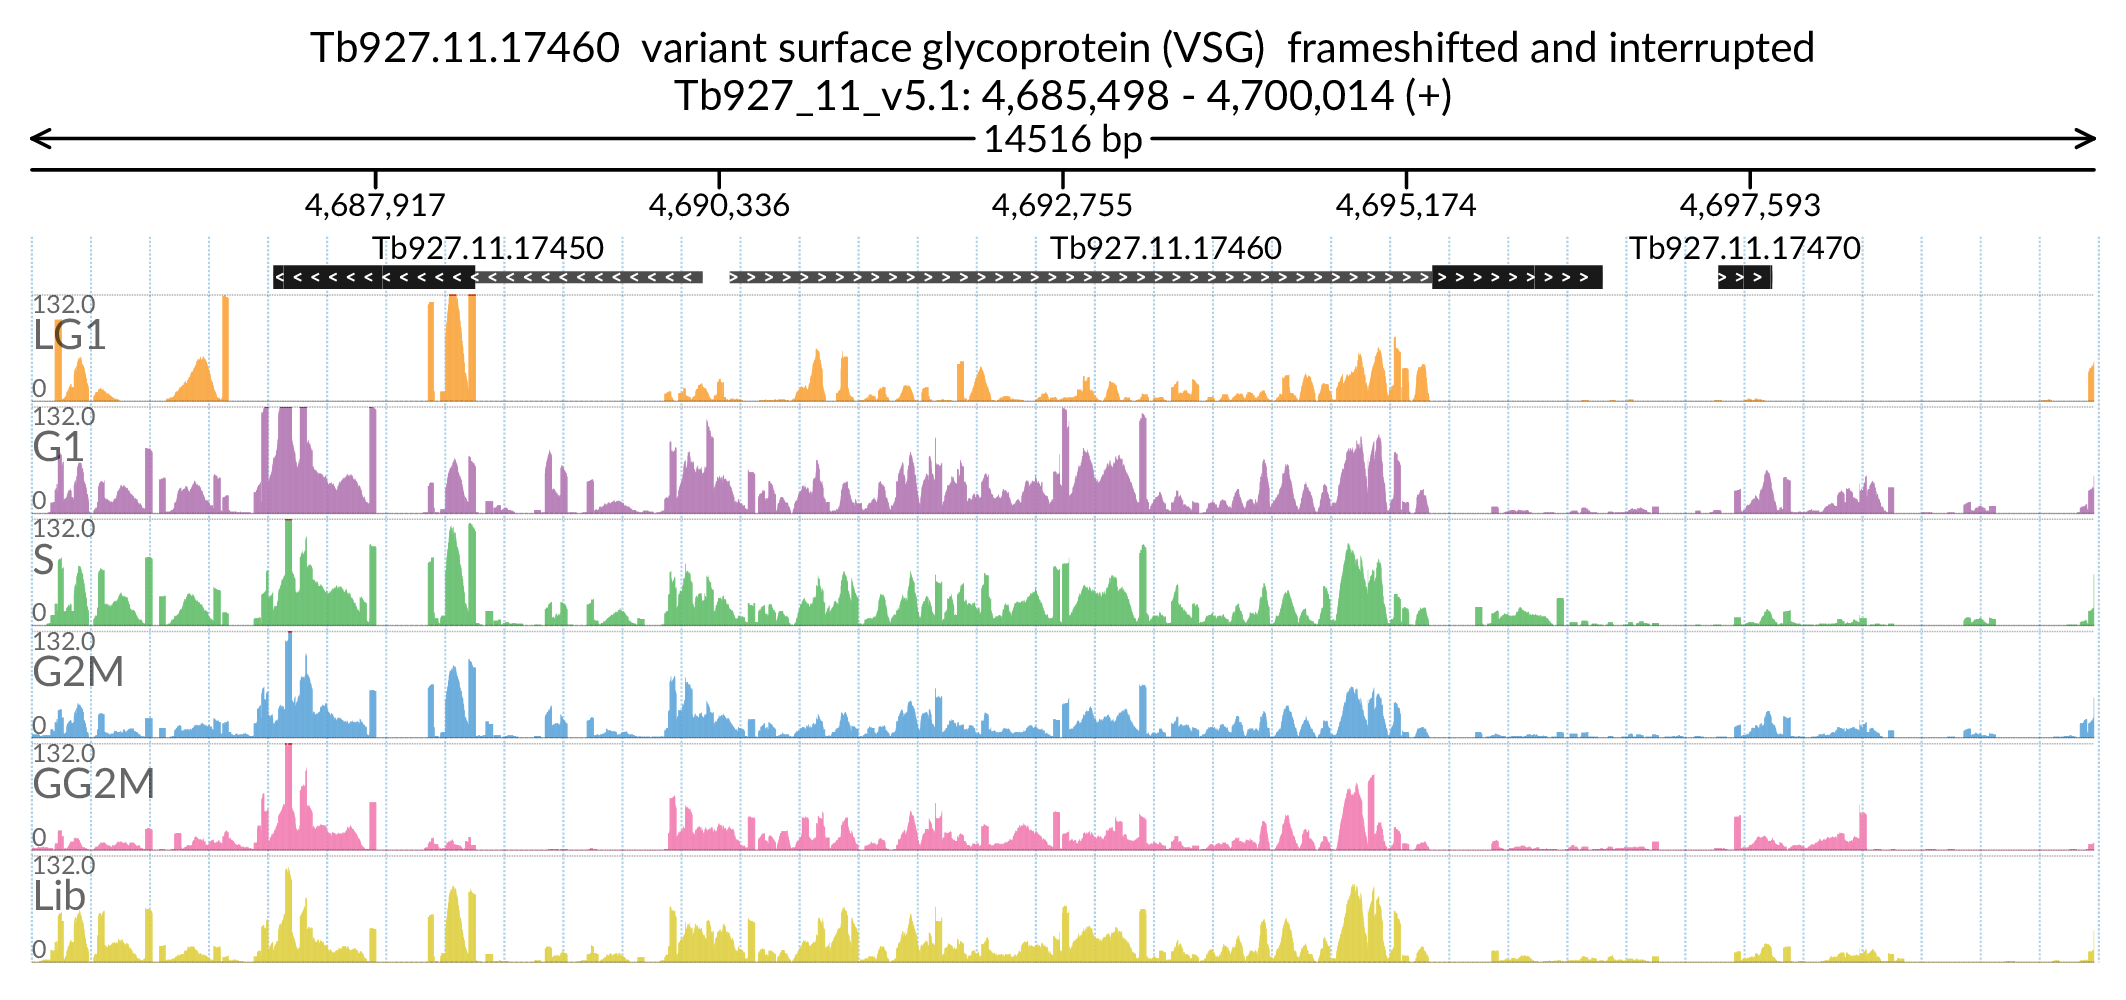 Tb927.11.17460  variant surface glycoprotein (VSG)  frameshifted and interrupted
Tb927_11_v5.1: 4,685,498 - 4,700,014 (+)
14516 bp
4,687,917 4,690,336 4,692,755 4,695,174 4,697,593
Tb927.11.17450 Tb927.11.17460 Tb927.11.17470
132.0
LG1
0
132.0
G1
0
132.0
S
0
132.0
G2M
0
132.0
GG2M
0
132.0
Lib
0